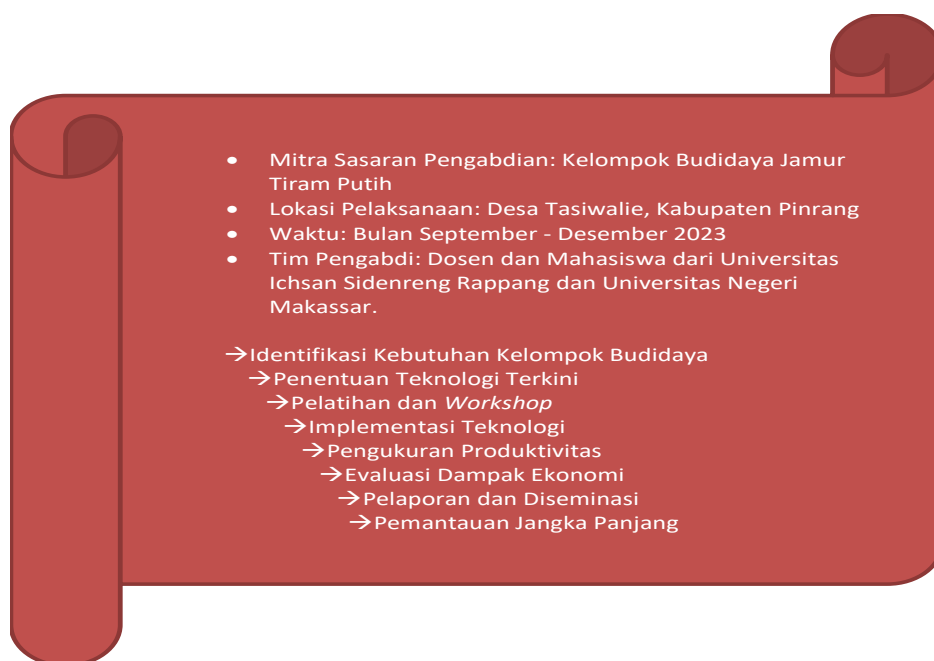 • Mitra Sasaran Pengabdian: Kelompok Budidaya Jamur
Tiram Putih
• Lokasi Pelaksanaan: Desa Tasiwalie, Kabupaten Pinrang
• Waktu: Bulan September - Desember 2023
• Tim Pengabdi: Dosen dan Mahasiswa dari Universitas
Ichsan Sidenreng Rappang dan Universitas Negeri
Makassar.
→Identifikasi Kebutuhan Kelompok Budidaya
→Penentuan Teknologi Terkini
→Pelatihan dan Workshop
→Implementasi Teknologi
→Pengukuran Produktivitas
→Evaluasi Dampak Ekonomi
→Pelaporan dan Diseminasi
→Pemantauan Jangka Panjang